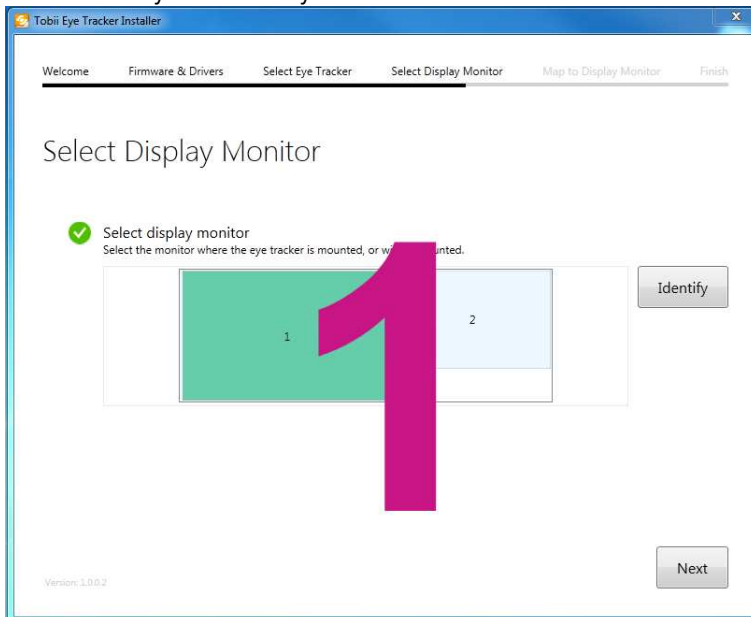 Tobii Eye Tracker Installer
Welcome Firmware & Drivers Select Eye Tracker Select Display Monitor Map to Display Monitor Finish
Select Display Monitor
Select display monitor
Select the monitor where the eye tracker is mounted, or
Identify
1
2
1
Next
Version: 1.0.0.2